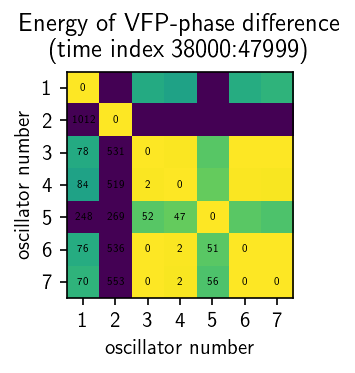 Energy of VFP-phase difference
(time index 38000:47999)
oscillator number
1 0
2 1012 0
3 78 531 0
4 84 519 2 0
5 248 269 52 47 0
6 76 536 0 2 51 0
7 70 553 0 2 56 0 0
1 2 3 4 5 6 7
oscillator number